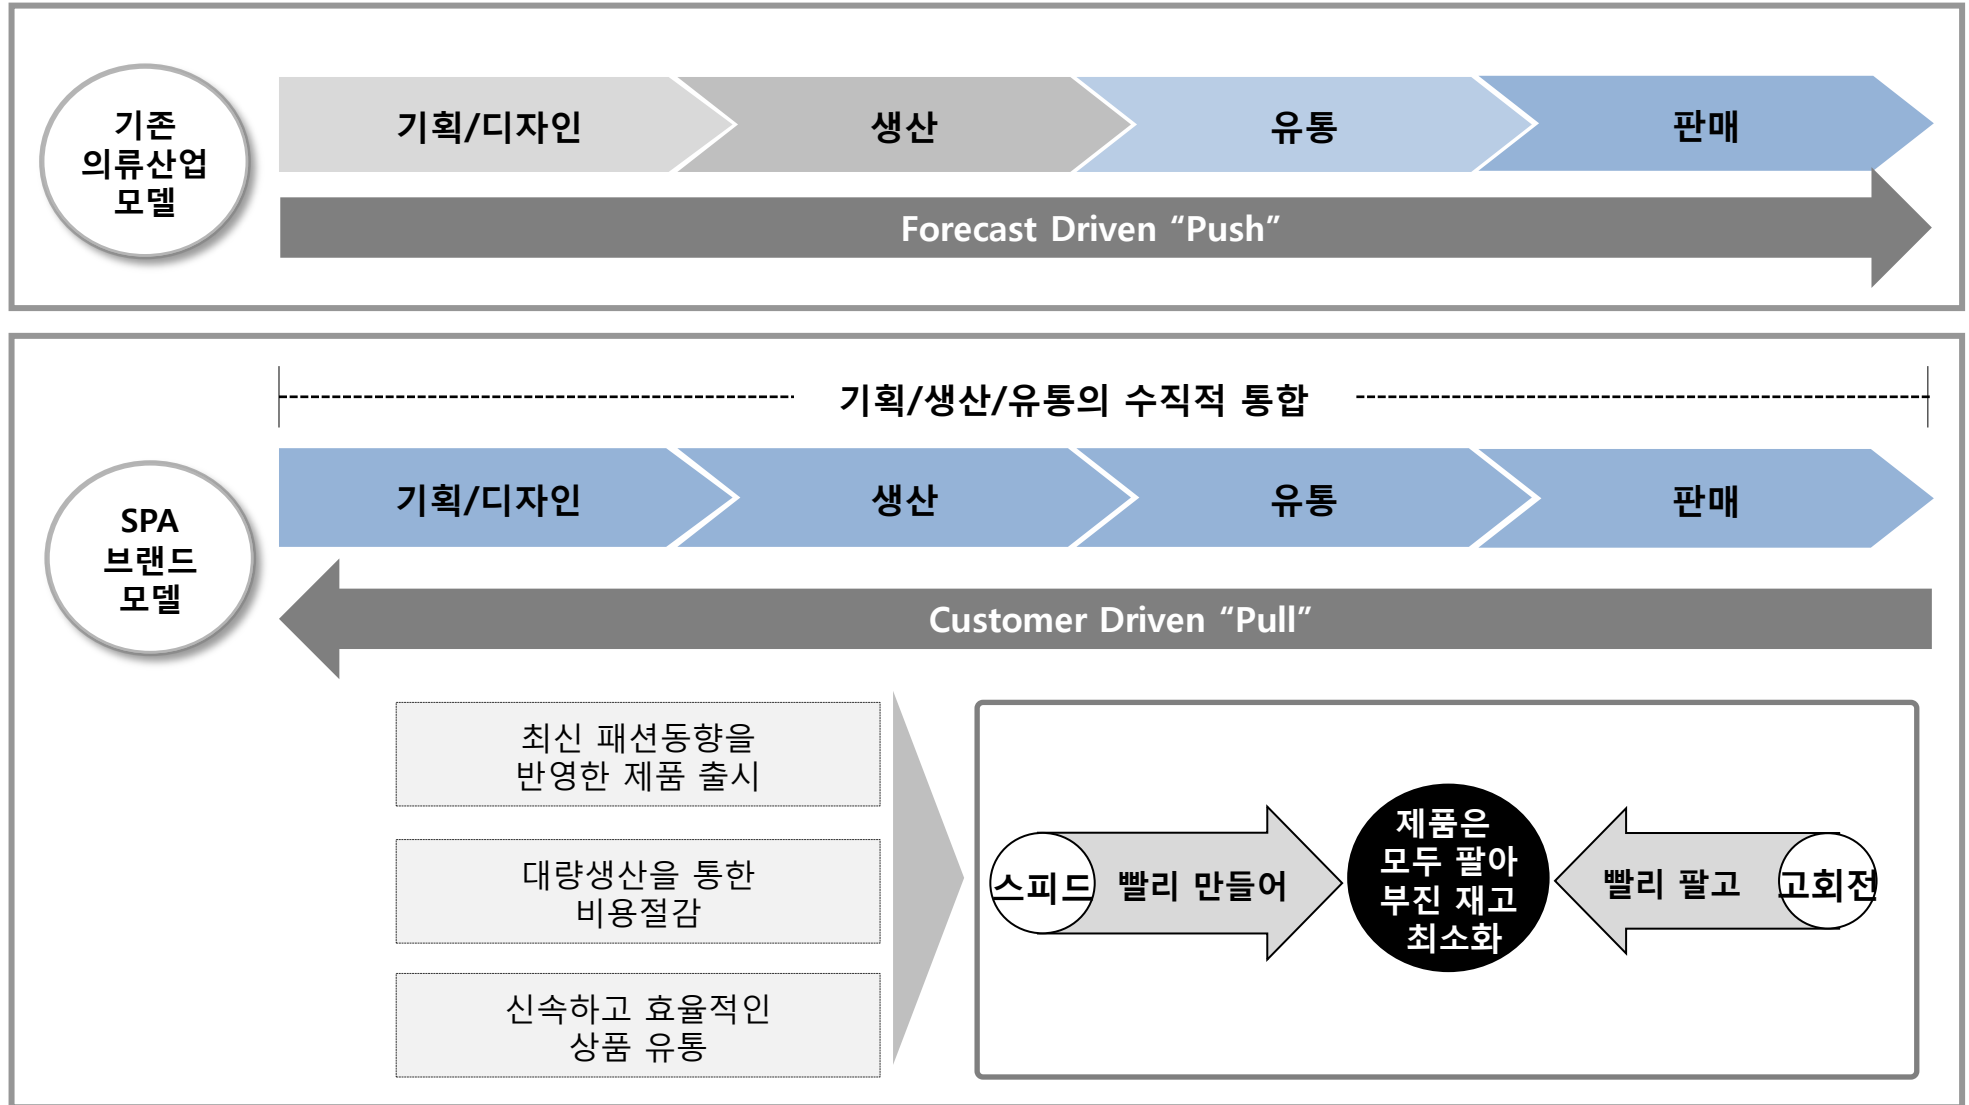 기존
의류산업
모델
기획/디자인
생산
유통
판매
Forecast Driven “Push”
기획/생산/유통의 수직적 통합
SPA
브랜드
모델
기획/디자인
생산
유통
판매
Customer Driven “Pull”
최신 패션동향을
반영한 제품 출시
대량생산을 통한
비용절감
신속하고 효율적인
상품 유통
스피드
빨리 만들어
제품은
모두 팔아
부진 재고
최소화
빨리 팔고
고회전